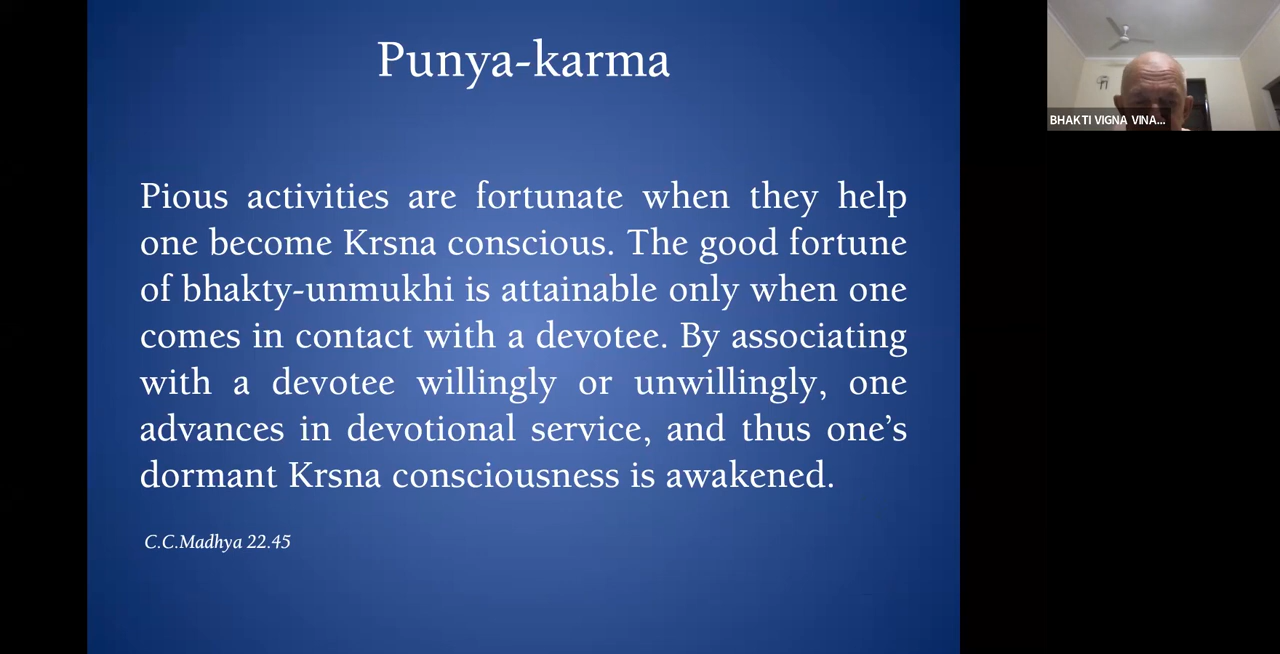 Punya-karma
Pious activities are fortunate when they help
one become Krsna conscious. The good fortune
of bhakty-unmukhi is attainable only when one
comes in contact with a devotee. By associating
with a devotee willingly or unwillingly, one
advances in devotional service, and thus one’s
dormant Krsna consciousness is awakened.
C.C.Madhya 22.45
BHAKTI VIGNA VINA...